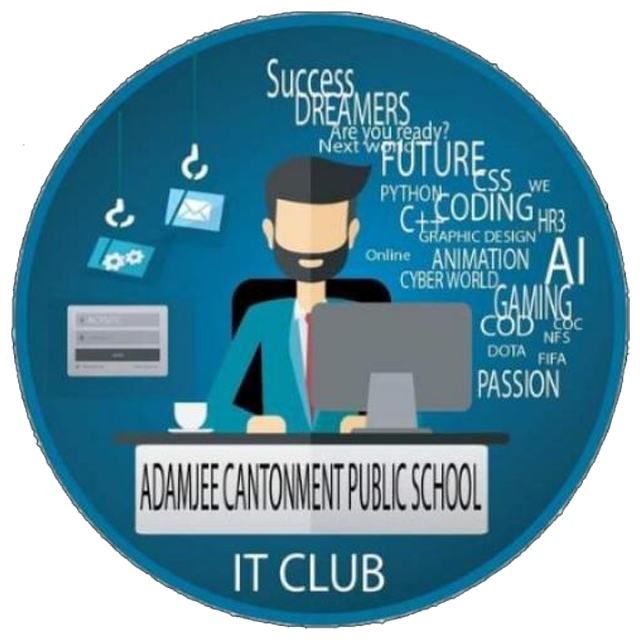 Success
DREAMERS
Are you ready?
Next world
FUTURE
CSS
WE
PYTHON
CODING
C++
HR3
GRAPHIC DESIGN
Online
ANIMATION
AI
CYBER WORLD
GAMING
COD
COC
NFS
DOTA
FIFA
PASSION
ADAMJEE CANTONMENT PUBLIC SCHOOL
IT CLUB